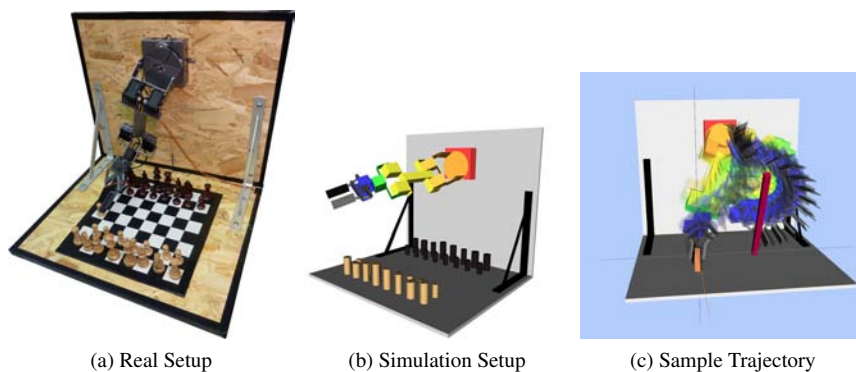 (a) Real Setup
(b) Simulation Setup
(c) Sample Trajectory